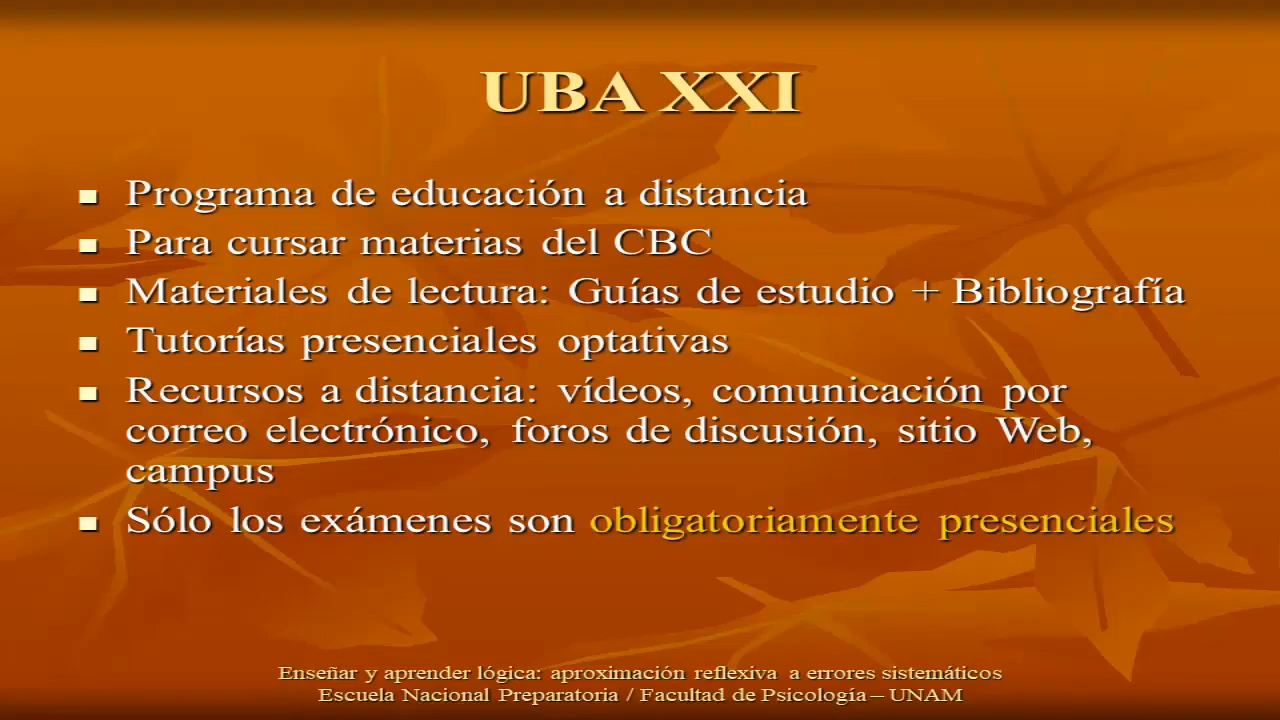 UBA XXI
Programa de educación a distancia
Para cursar materias del CBC
Materiales de lectura: Guías de estudio + Bibliografía
Tutorías presenciales optativas
Recursos a distancia: vídeos, comunicación por
correo electrónico, foros de discusión, sitio Web,
campus
Sólo los exámenes son obligatoriamente presenciales
Enseñar y aprender lógica: aproximación reflexiva a errores sistemáticos
Escuela Nacional Preparatoria / Facultad de Psicología – UNAM